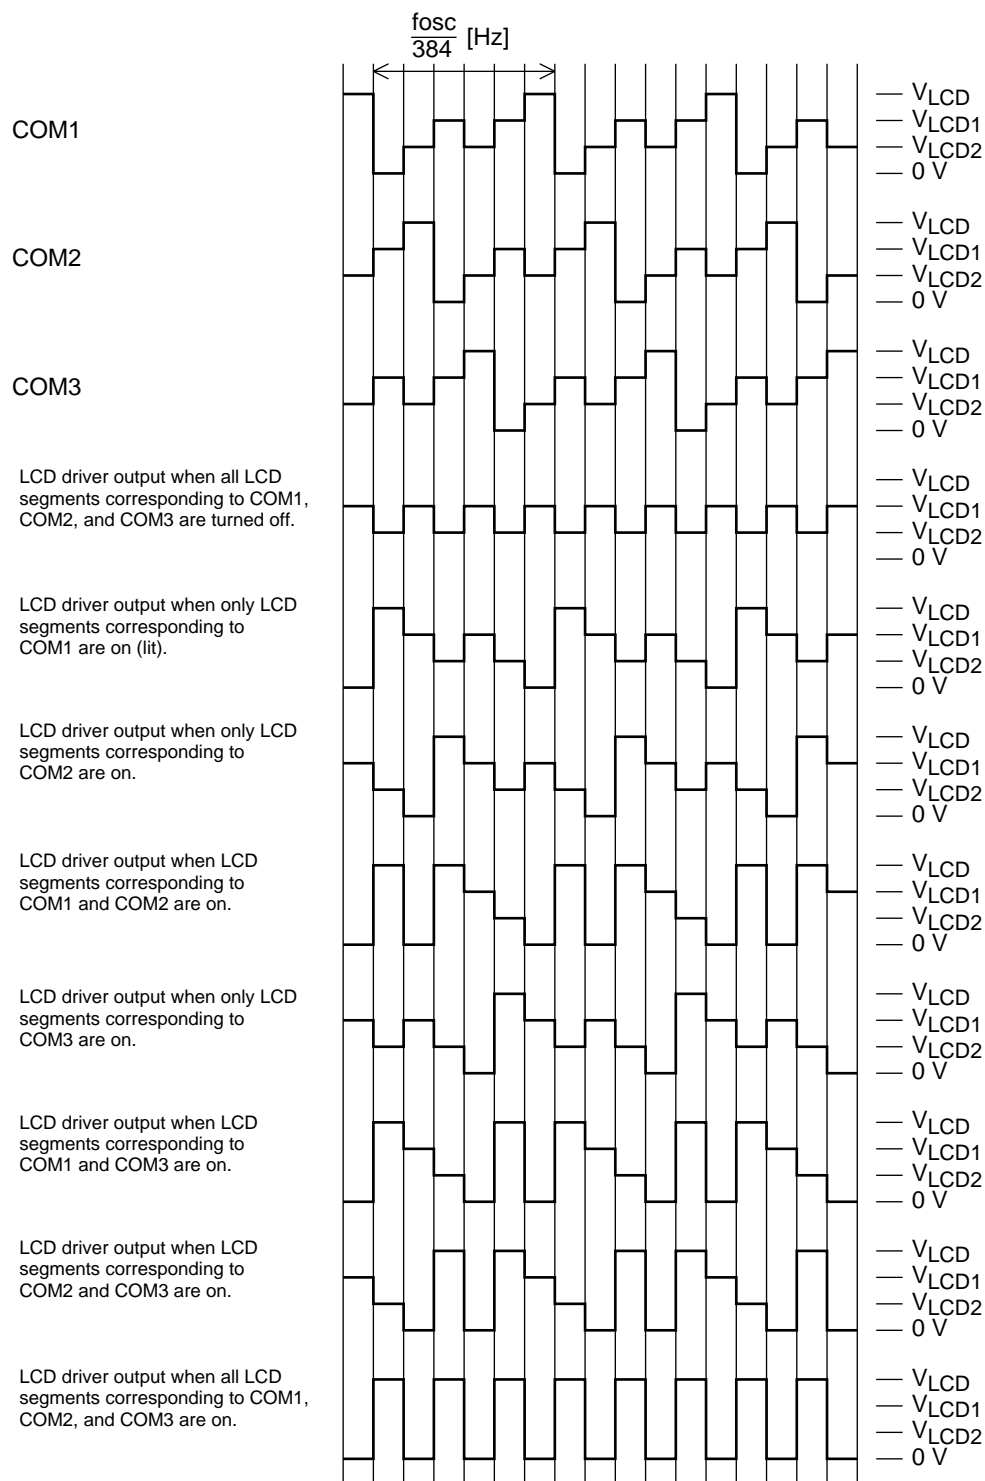 fosc
384 [Hz]
COM1
VLCD
VLCD1
VLCD2
0 V
COM2
VLCD
VLCD1
VLCD2
0 V
COM3
VLCD
VLCD1
VLCD2
0 V
LCD driver output when all LCD
segments corresponding to COM1,
COM2, and COM3 are turned off.
VLCD
VLCD1
VLCD2
0 V
LCD driver output when only LCD
segments corresponding to
COM1 are on (lit).
VLCD
VLCD1
VLCD2
0 V
LCD driver output when only LCD
segments corresponding to
COM2 are on.
VLCD
VLCD1
VLCD2
0 V
LCD driver output when LCD
segments corresponding to
COM1 and COM2 are on.
VLCD
VLCD1
VLCD2
0 V
LCD driver output when only LCD
segments corresponding to
COM3 are on.
VLCD
VLCD1
VLCD2
0 V
LCD driver output when LCD
segments corresponding to
COM1 and COM3 are on.
VLCD
VLCD1
VLCD2
0 V
LCD driver output when LCD
segments corresponding to
COM2 and COM3 are on.
VLCD
VLCD1
VLCD2
0 V
LCD driver output when all LCD
segments corresponding to COM1,
COM2, and COM3 are on.
VLCD
VLCD1
VLCD2
0 V